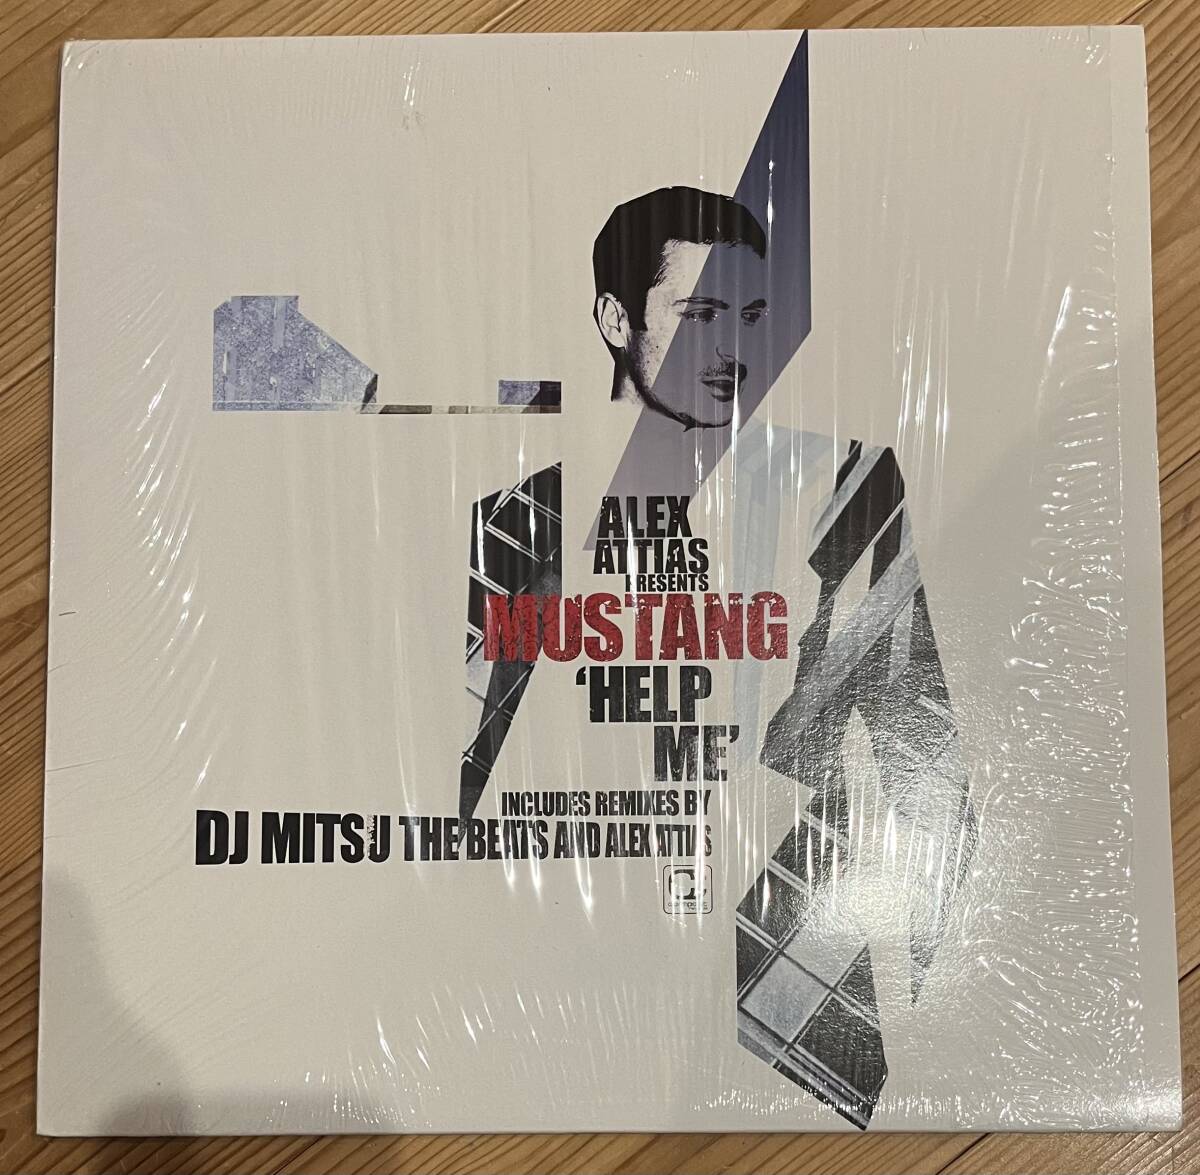 ALEX
ATTIAS
PRESENTS
MUSTANG
'HELP
ME'
INCLUDES REMIXES BY
DJ MITSU THE BEATS AND ALEX ATTIAS